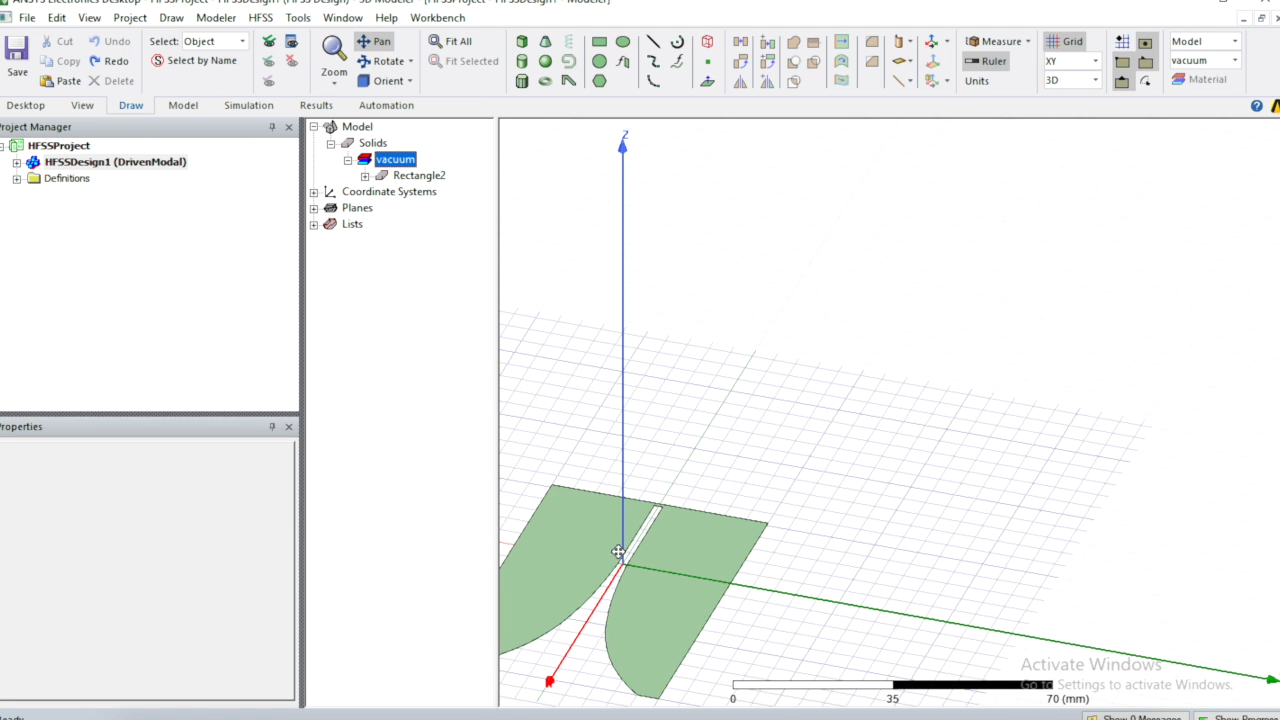 ANSYS Electronics Desktop - HFSSProject - HFSSDesign1 (HFSS Design) - 3D Modeler - [HFSSProject - HFSSDesign1 - Modeler]
File Edit View Project Draw Modeler HFSS Tools Window Help Workbench
Save
Cut
Copy
Paste
Undo
Redo
Delete
Select: Object
Select by Name
Zoom
Pan
Rotate
Orient
Fit All
Fit Selected
Measure
Ruler
Units
Grid
XY
3D
Model
vacuum
Material
Desktop View Draw Model Simulation Results Automation
Project Manager
HFSSProject
HFSSDesign1 (DrivenModal)
Definitions
Properties
Model
Solids
vacuum
Rectangle2
Coordinate Systems
Planes
Lists
Z
Activate Windows
Go to Settings to activate Windows.
0 35 70 (mm)
Ready
Show 0 Messages Show Progress